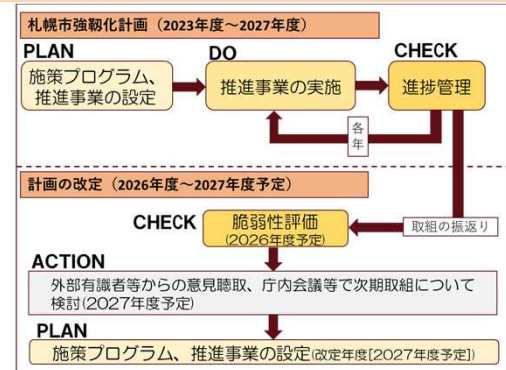 札幌市強靱化計画（2023年度～2027年度）
PLAN
施策プログラム、
推進事業の設定
DO
推進事業の実施
CHECK
進捗管理
各年
計画の改定（2026年度～2027年度予定）
CHECK
脆弱性評価
(2026年度予定)
取組の振返り
ACTION
外部有識者等からの意見聴取、庁内会議等で次期取組について
検討(2027年度予定)
PLAN
施策プログラム、推進事業の設定(改定年度[2027年度予定])